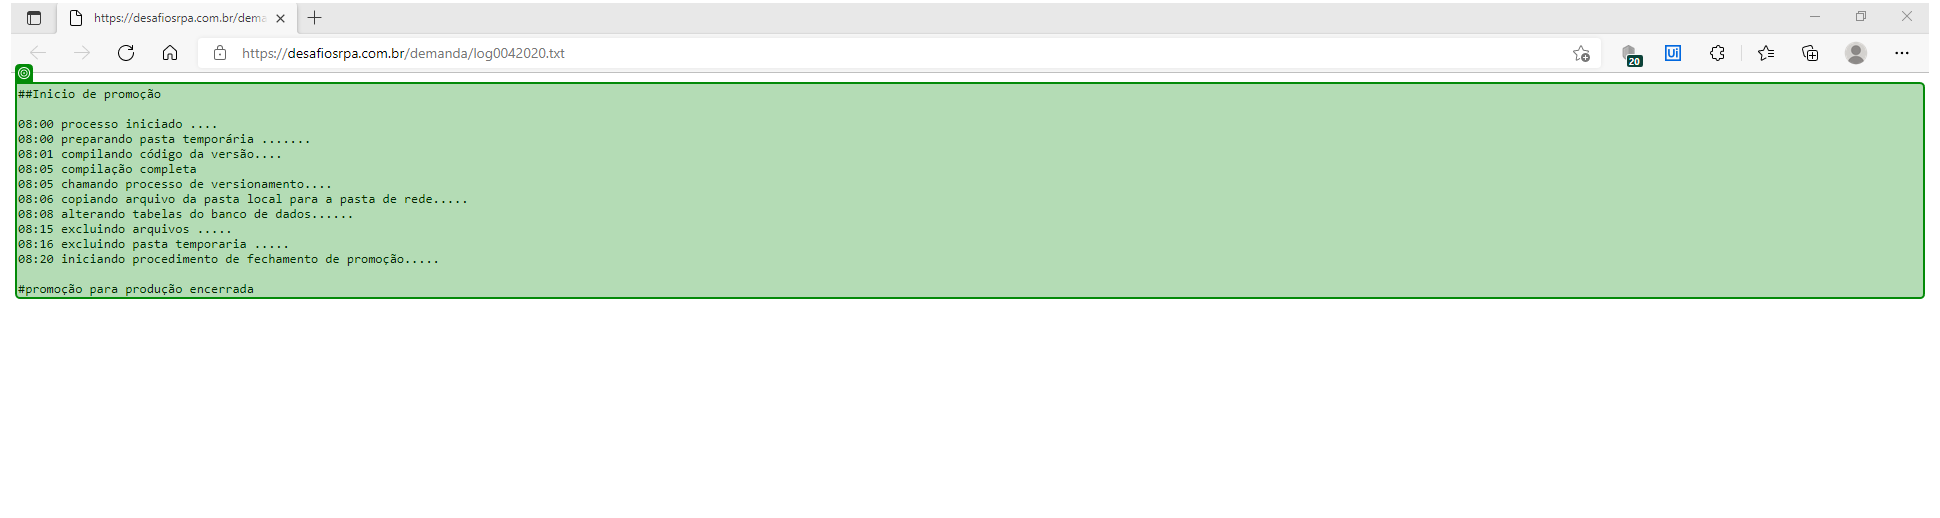 https://desafiosrpa.com.br/dema
https://desafiosrpa.com.br/demanda/log0042020.txt
20
Ui
##Inicio de promoção
08:00 processo iniciado ....
08:00 preparando pasta temporária .......
08:01 compilando código da versão....
08:05 compilação completa
08:05 chamando processo de versionamento....
08:06 copiando arquivo da pasta local para a pasta de rede.....
08:08 alterando tabelas do banco de dados......
08:15 excluindo arquivos .....
08:16 excluindo pasta temporaria .....
08:20 iniciando procedimento de fechamento de promoção.....
#promoção para produção encerrada